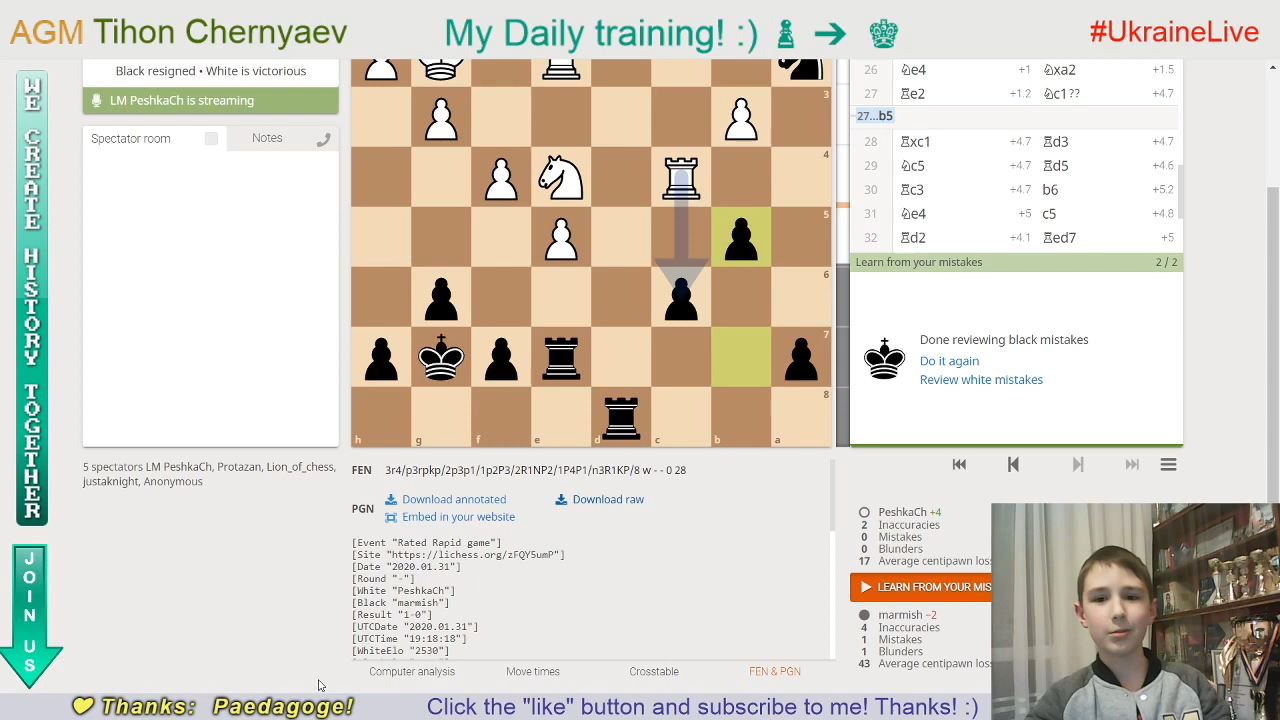 AGM Tihon Chernyaev
My Daily training! :)
#UkraineLive
WE CREATE HISTORY TOGETHER
JOIN US
Black resigned • White is victorious
LM PeshkaCh is streaming
Spectator room
Notes
5 spectators LM PeshkaCh, Protazan, Lion_of_chess,
justaknight, Anonymous
3
4
5
6
7
8
h g f e d c b a
26 ♘e4 +1 ♘xa2 +1.5
27 ♖e2 +1.2 ♘c1?? +4.7
27...b5
28 ♖xc1 +4.7 ♖d3 +4.7
29 ♘c5 +4.7 ♖d5 +4.6
30 ♖c3 +4.7 b6 +5.2
31 ♘e4 +5 c5 +4.8
32 ♖d2 +4.1 ♖ed7 +5
Learn from your mistakes 2 / 2
Done reviewing black mistakes
Do it again
Review white mistakes
FEN 3r4/p3rpkp/2p3p1/1p2P3/2R1NP2/1P4P1/n3R1KP/8 w - - 0 28
PGN
Download annotated
Download raw
Embed in your website
[Event "Rated Rapid game"]
[Site "https://lichess.org/zFQY5umP"]
[Date "2020.01.31"]
[Round "-"]
[White "PeshkaCh"]
[Black "marmish"]
[Result "1-0"]
[UTCDate "2020.01.31"]
[UTCTime "19:18:18"]
[WhiteElo "2530"]
Computer analysis
Move times
Crosstable
FEN & PGN
PeshkaCh +4
2 Inaccuracies
0 Mistakes
0 Blunders
17 Average centipawn loss
LEARN FROM YOUR MIS
marmish −2
4 Inaccuracies
1 Mistakes
1 Blunders
43 Average centipawn loss
Thanks: Paedagoge!
Click the "like" button and subscribe to me! Thanks! :)